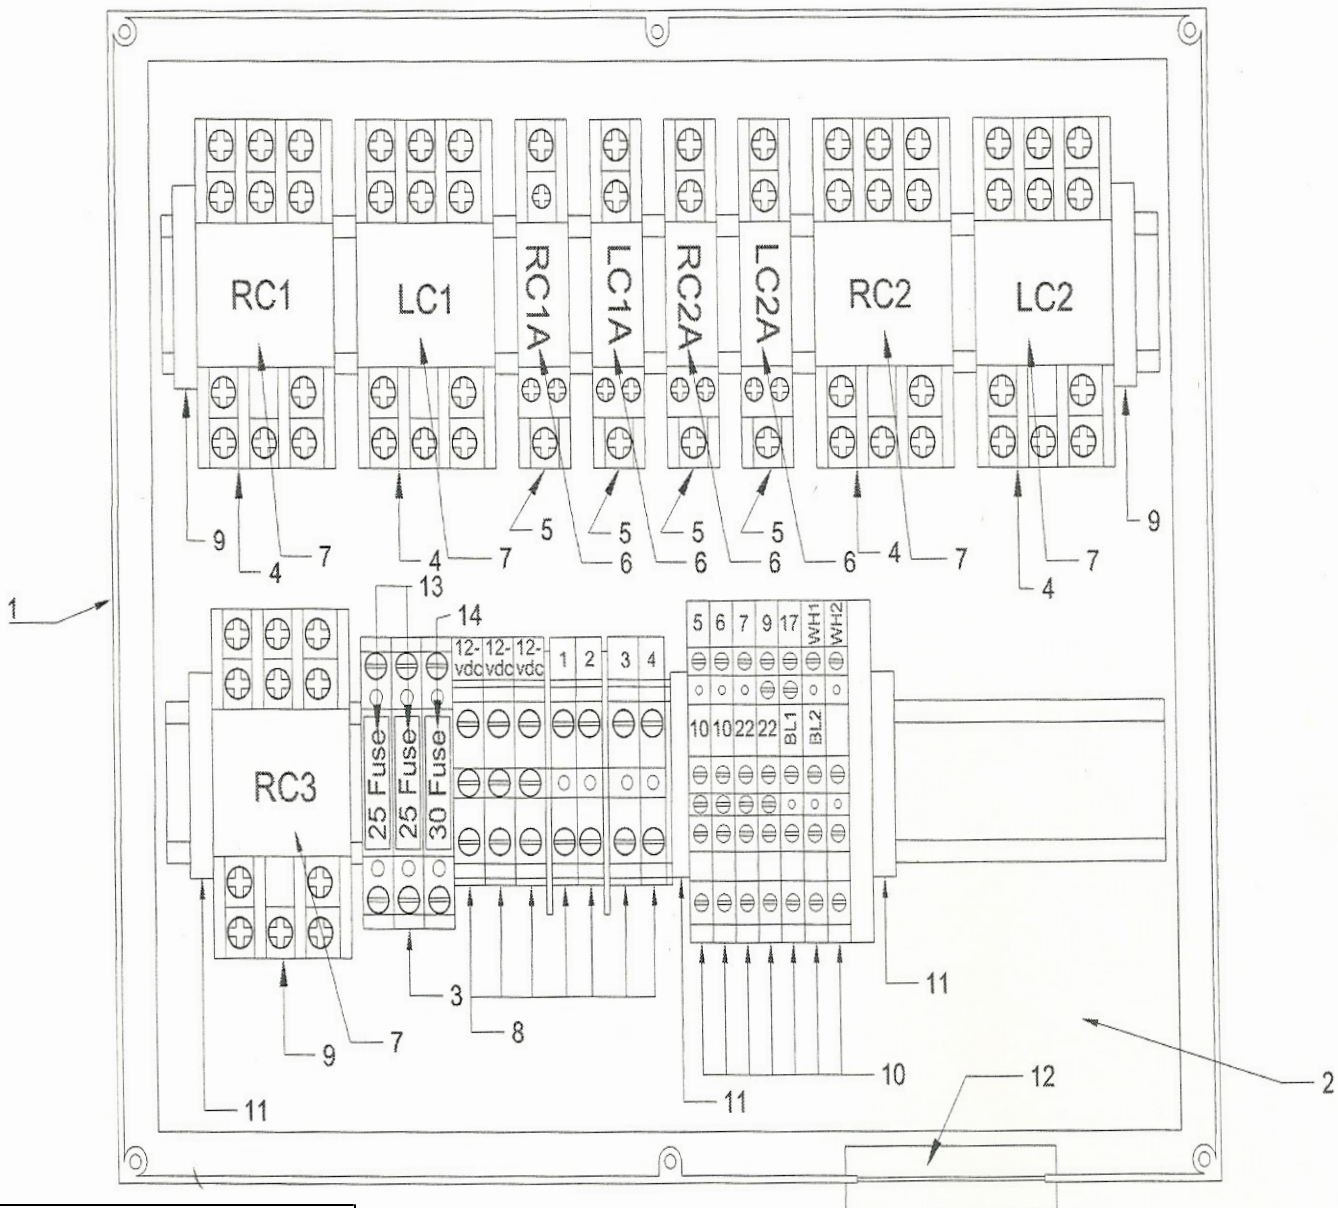 RC1 LC1 RC1A LC1A RC2A LC2A RC2 LC2
9 4 7 4 7 5 6 5 6 5 6 5 6 4 7 4 7 9
1
13
14
12-vdc 12-vdc 12-vdc 1 2 3 4
5 6 7 9 17 WH1 WH2
10 10 22 22 BL1 BL2
RC3 25 Fuse 25 Fuse 30 Fuse
11 9 7 3 8 11 10 11
12
2